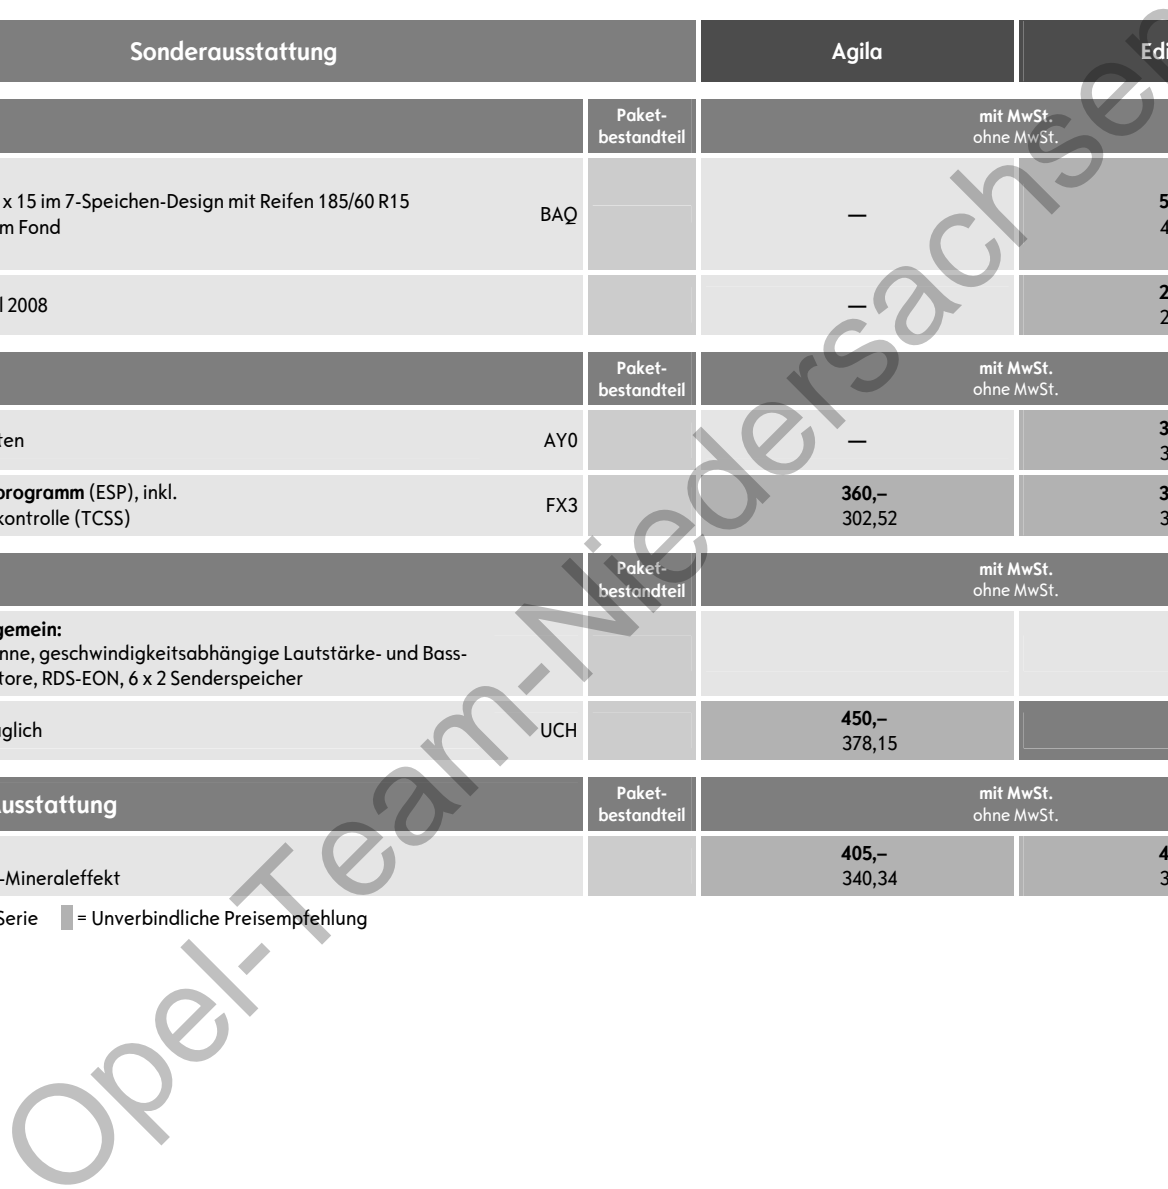 Sonderausstattung Agila
Paket-
bestandteil
mit MwSt.
ohne MwSt.
x 15 im 7-Speichen-Design mit Reifen 185/60 R15
m Fond
BAQ
—
5
4
l 2008
—
2
2
Paket-
bestandteil
mit MwSt.
ohne MwSt.
ten
AY0
—
3
3
programm (ESP), inkl.
kontrolle (TCSS)
FX3
360,–
302,52
3
3
Paket-
bestandteil
mit MwSt.
ohne MwSt.
gemein:
nne, geschwindigkeitsabhängige Lautstärke- und Bass-
tore, RDS-EON, 6 x 2 Senderspeicher
glich
UCH
450,–
378,15
usstattung
Paket-
bestandteil
mit MwSt.
ohne MwSt.
-Mineraleffekt
405,–
340,34
4
3
Serie = Unverbindliche Preisempfehlung
Opel-Team-Niedersachsen